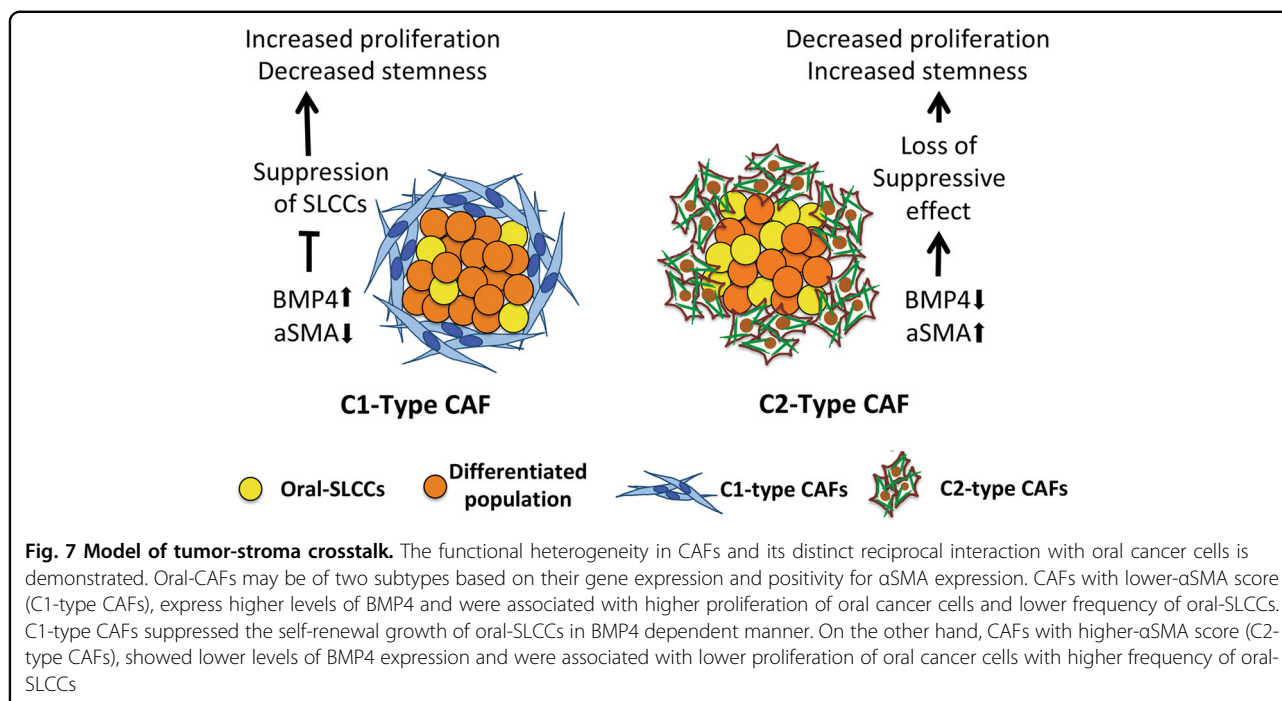 Increased proliferation
Decreased stemness
Suppression
of SLCCs
BMP4⬆
aSMA⬇
C1-Type CAF
Decreased proliferation
Increased stemness
Loss of
Suppressive
effect
BMP4⬇
aSMA⬆
C2-Type CAF
Oral-SLCCs
Differentiated
population
C1-type CAFs
C2-type CAFs
Fig. 7 Model of tumor-stroma crosstalk. The functional heterogeneity in CAFs and its distinct reciprocal interaction with oral cancer cells is
demonstrated. Oral-CAFs may be of two subtypes based on their gene expression and positivity for αSMA expression. CAFs with lower-αSMA score
(C1-type CAFs), express higher levels of BMP4 and were associated with higher proliferation of oral cancer cells and lower frequency of oral-SLCCs.
C1-type CAFs suppressed the self-renewal growth of oral-SLCCs in BMP4 dependent manner. On the other hand, CAFs with higher-αSMA score (C2-
type CAFs), showed lower levels of BMP4 expression and were associated with lower proliferation of oral cancer cells with higher frequency of oral-
SLCCs